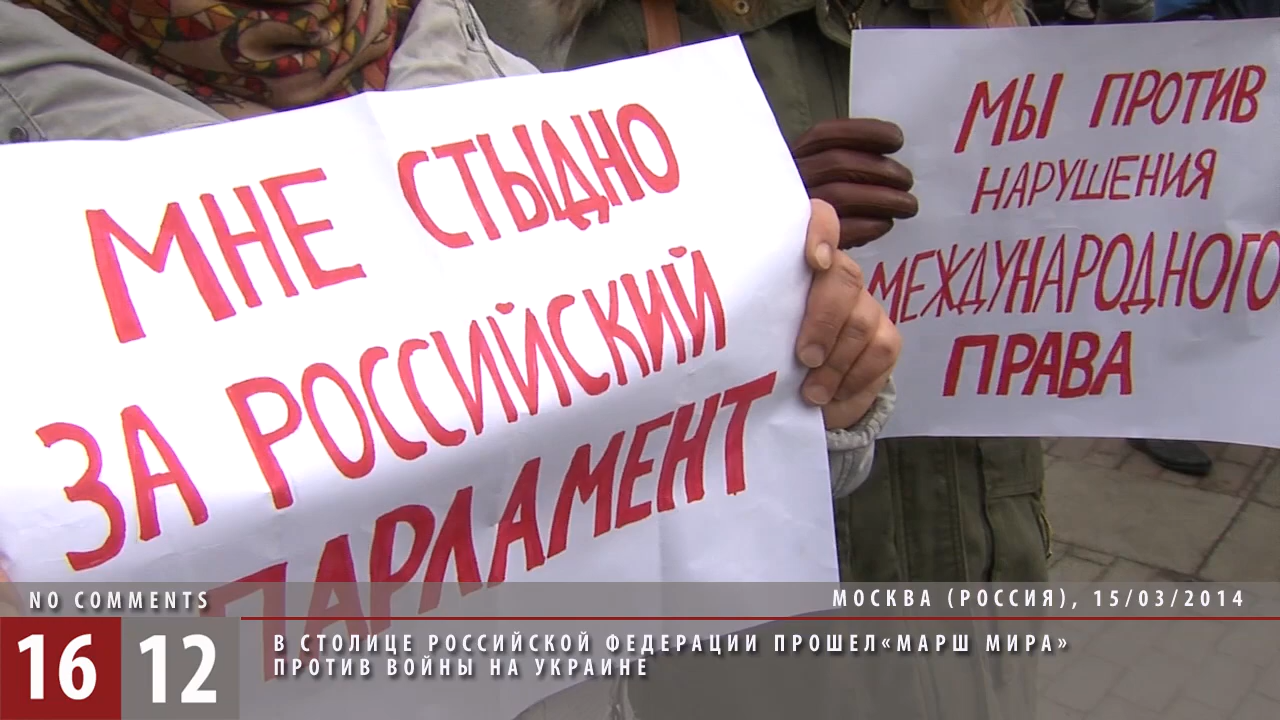 МНЕ СТЫДНО
ЗА РОССИЙСКИЙ
ПАРЛАМЕНТ
МЫ ПРОТИВ
НАРУШЕНИЯ
МЕЖДУНАРОДНОГО
ПРАВА
NO COMMENTS
МОСКВА (РОССИЯ), 15/03/2014
16 12
В СТОЛИЦЕ РОССИЙСКОЙ ФЕДЕРАЦИИ ПРОШЕЛ«МАРШ МИРА»
ПРОТИВ ВОЙНЫ НА УКРАИНЕ